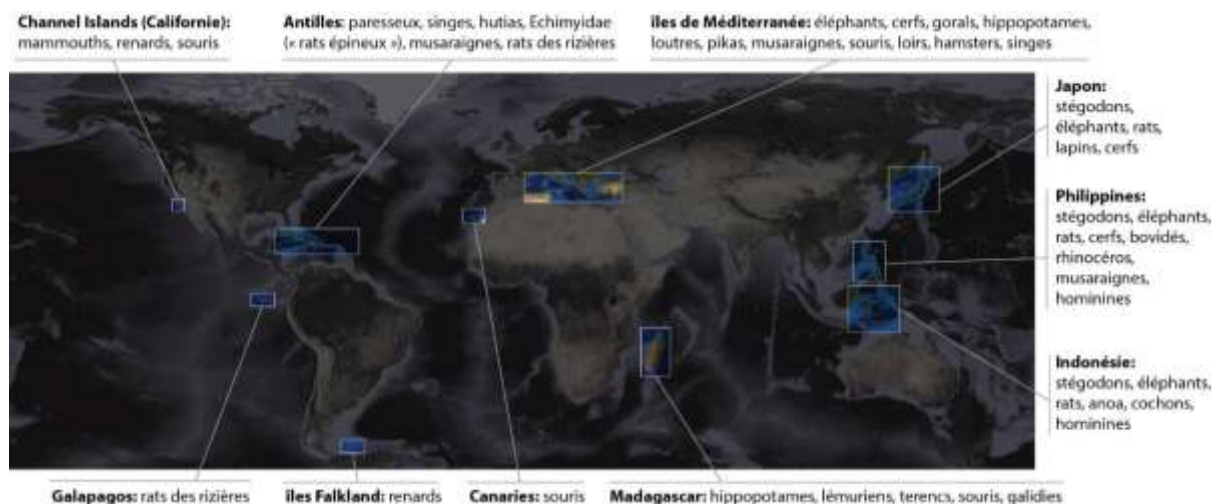 Channel Islands (Californie):
mammouths, renards, souris
Antilles: paresseux, singes, hutias, Echimyidae
(« rats épineux »), musaraignes, rats des rizières
îles de Méditerranée: éléphants, cerfs, gorals, hippopotames,
loutres, pikas, musaraignes, souris, loirs, hamsters, singes
Japon:
stégodons,
éléphants, rats,
lapins, cerfs
Philippines:
stégodons, éléphants,
rats, cerfs, bovidés,
rhinocéros,
musaraignes,
hominines
Indonésie:
stégodons, éléphants,
rats, anoa, cochons,
hominines
Galapagos: rats des rizières
îles Falkland: renards
Canaries: souris
Madagascar: hippopotames, lémuriens, terencs, souris, galidies